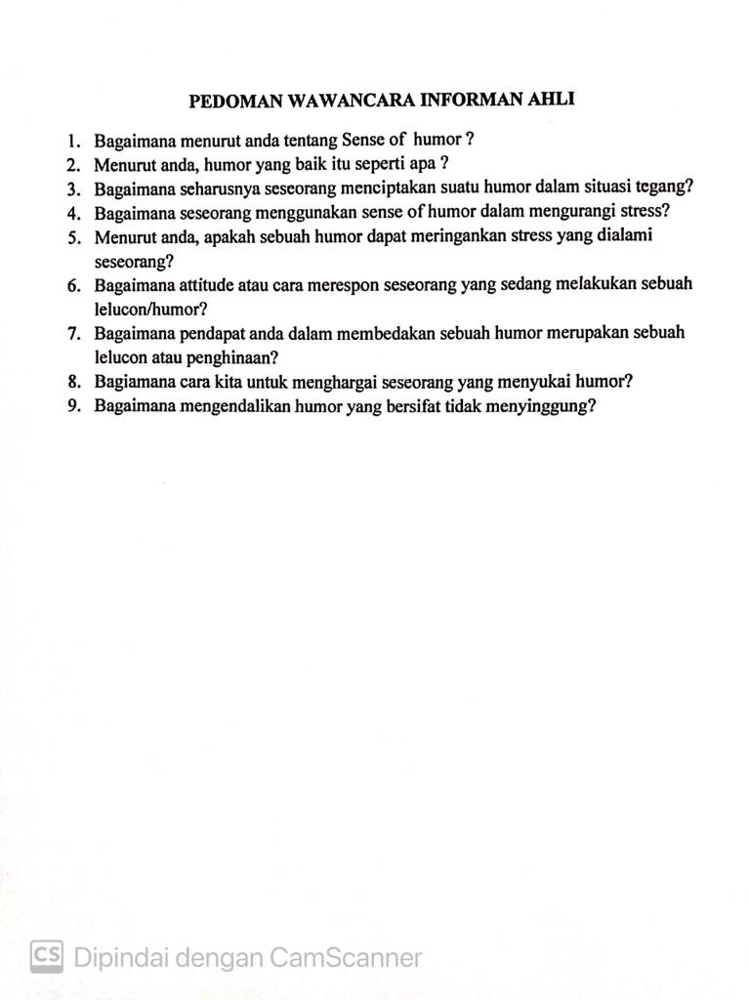 PEDOMAN WAWANCARA INFORMAN AHLI
1. Bagaimana menurut anda tentang Sense of humor ?
2. Menurut anda, humor yang baik itu seperti apa ?
3. Bagaimana seharusnya seseorang menciptakan suatu humor dalam situasi tegang?
4. Bagaimana seseorang menggunakan sense of humor dalam mengurangi stress?
5. Menurut anda, apakah sebuah humor dapat meringankan stress yang dialami
seseorang?
6. Bagaimana attitude atau cara merespon seseorang yang sedang melakukan sebuah
lelucon/humor?
7. Bagaimana pendapat anda dalam membedakan sebuah humor merupakan sebuah
lelucon atau penghinaan?
8. Bagiamana cara kita untuk menghargai seseorang yang menyukai humor?
9. Bagaimana mengendalikan humor yang bersifat tidak menyinggung?
CS Dipindai dengan CamScanner